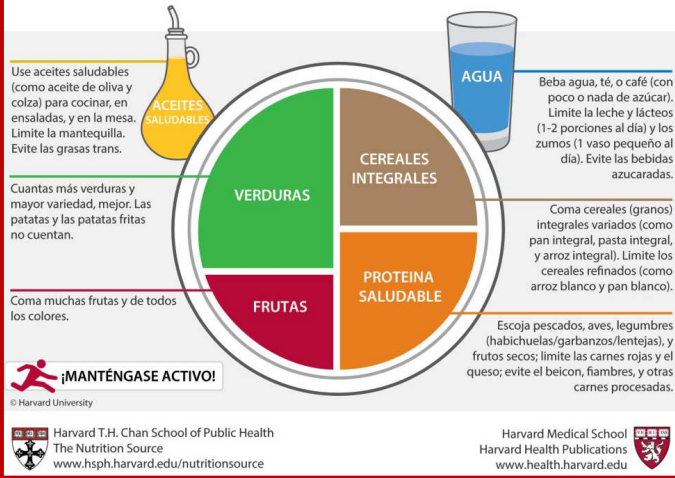 Use aceites saludables
(como aceite de oliva y
colza) para cocinar, en
ensaladas, y en la mesa.
Limite la mantequilla.
Evite las grasas trans.
ACEITES
SALUDABLES
AGUA
Beba agua, té, o café (con
poco o nada de azúcar).
Limite la leche y lácteos
(1-2 porciones al día) y los
zumos (1 vaso pequeño al
día). Evite las bebidas
azucaradas.
VERDURAS
CEREALES
INTEGRALES
Cuantas más verduras y
mayor variedad, mejor. Las
patatas y las patatas fritas
no cuentan.
Coma cereales (granos)
integrales variados (como
pan integral, pasta integral,
y arroz integral). Limite los
cereales refinados (como
arroz blanco y pan blanco).
FRUTAS
PROTEINA
SALUDABLE
Coma muchas frutas y de todos
los colores.
Escoja pescados, aves, legumbres
(habichuelas/garbanzos/lentejas), y
frutos secos; limite las carnes rojas y el
queso; evite el beicon, fiambres, y otras
carnes procesadas.
¡MANTÉNGASE ACTIVO!
© Harvard University
Harvard T.H. Chan School of Public Health
The Nutrition Source
www.hsph.harvard.edu/nutritionsource
Harvard Medical School
Harvard Health Publications
www.health.harvard.edu